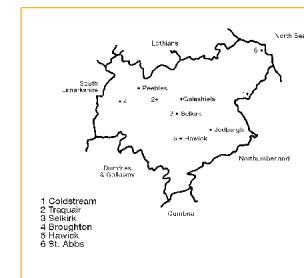 Lothians
North Sea
6
South
Lanarkshire
Peebles
4
2
Galashiels
1
3 Selkirk
Jedburgh
5 Hawick
Northumberland
Dumfries
& Galloway
Cumbria
1 Coldstream
2 Traquair
3 Selkirk
4 Broughton
5 Hawick
6 St. Abbs